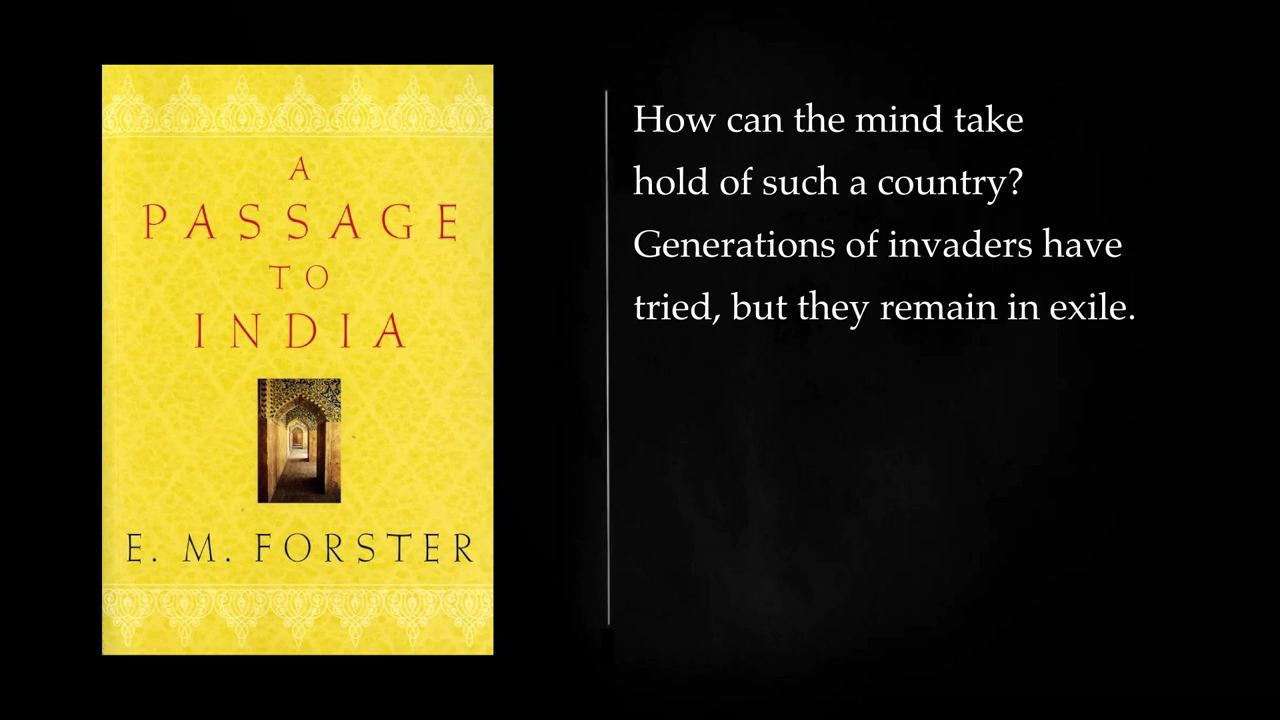 A
PASSAGE
TO
INDIA
E. M. FORSTER
How can the mind take
hold of such a country?
Generations of invaders have
tried, but they remain in exile.